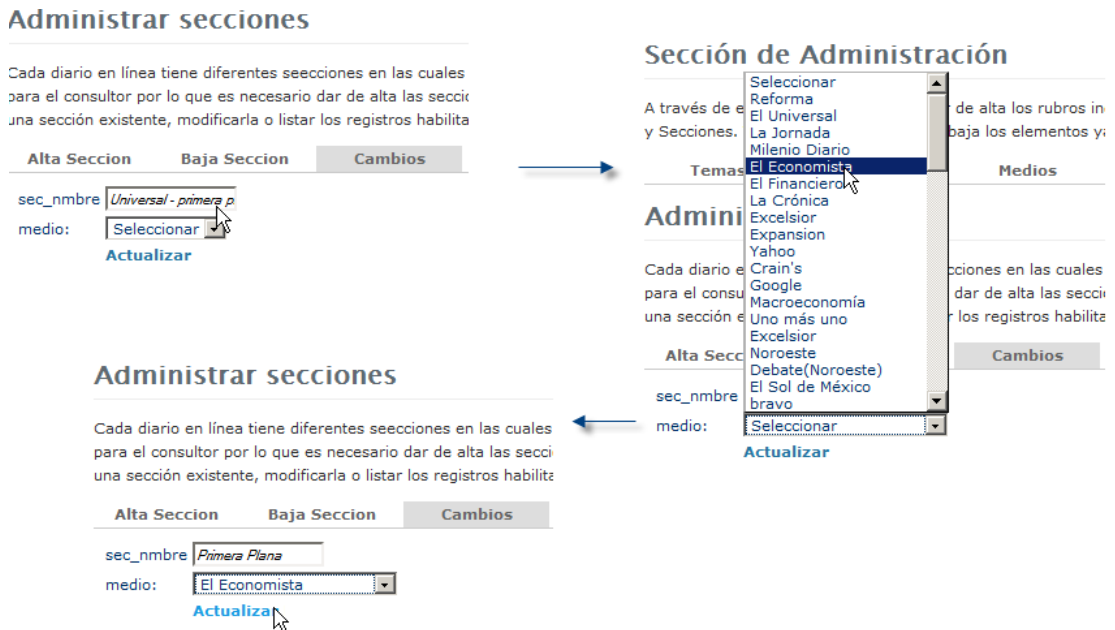 Administrar secciones
Cada diario en línea tiene diferentes seecciones en las cuales
para el consultor por lo que es necesario dar de alta las secci
una sección existente, modificarla o listar los registros habilita
Alta Seccion Baja Seccion Cambios
sec_nmbre Universal - primera p
medio: Seleccionar
Actualizar
Sección de Administración
A través de e
de alta los rubros in
y Secciones.
baja los elementos ya
Temas
Medios
Seleccionar
Reforma
El Universal
La Jornada
Milenio Diario
El Economista
El Financiero
La Crónica
Excelsior
Expansion
Yahoo
Crain's
Google
Macroeconomía
Uno más uno
Excelsior
Noroeste
Debate(Noroeste)
El Sol de México
bravo
Admini
Cada diario e
cciones en las cuales
para el consu
dar de alta las secci
una sección e
r los registros habilita
Alta Secc
Cambios
sec_nmbre
medio: Seleccionar
Actualizar
Administrar secciones
Cada diario en línea tiene diferentes seecciones en las cuales
para el consultor por lo que es necesario dar de alta las secci
una sección existente, modificarla o listar los registros habilita
Alta Seccion Baja Seccion Cambios
sec_nmbre Primera Plana
medio: El Economista
Actualizar